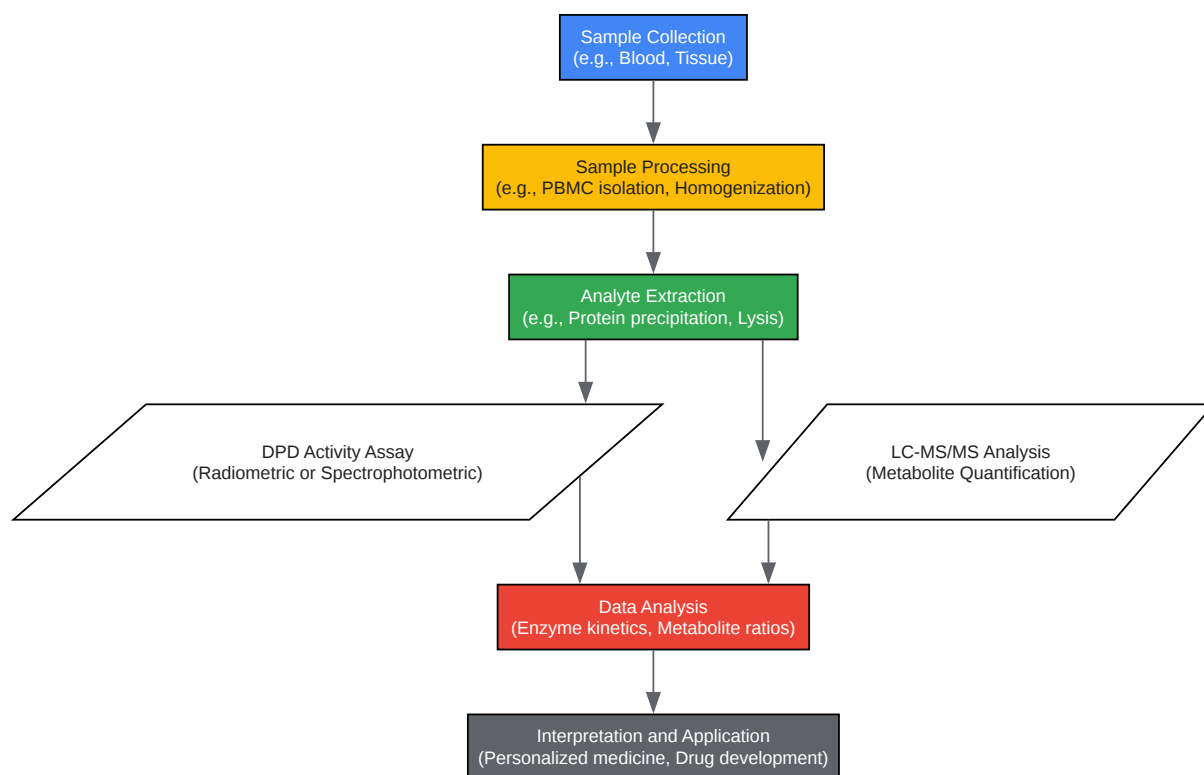 Sample Collection
(e.g., Blood, Tissue)
Sample Processing
(e.g., PBMC isolation, Homogenization)
Analyte Extraction
(e.g., Protein precipitation, Lysis)
DPD Activity Assay
(Radiometric or Spectrophotometric)
LC-MS/MS Analysis
(Metabolite Quantification)
Data Analysis
(Enzyme kinetics, Metabolite ratios)
Interpretation and Application
(Personalized medicine, Drug development)